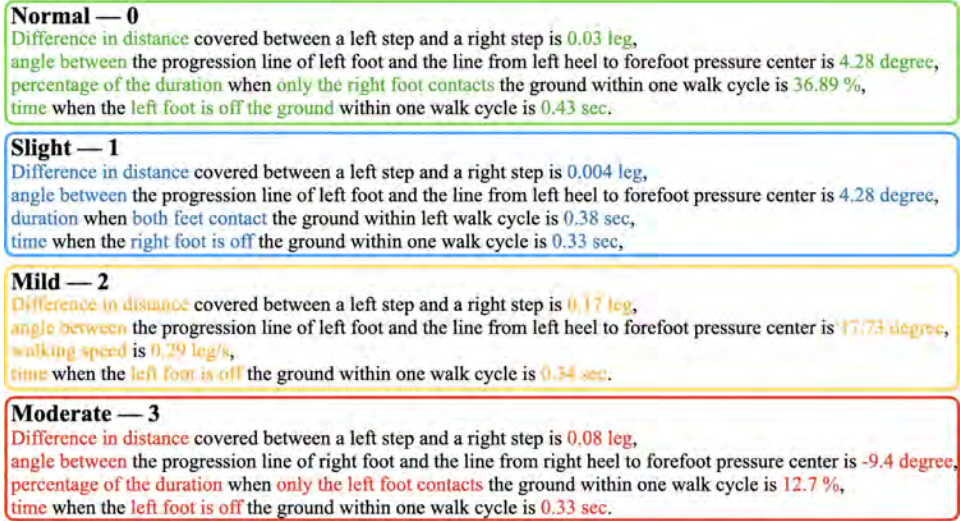 Normal — 0
Difference in distance covered between a left step and a right step is 0.03 leg,
angle between the progression line of left foot and the line from left heel to forefoot pressure center is 4.28 degree,
percentage of the duration when only the right foot contacts the ground within one walk cycle is 36.89 %,
time when the left foot is off the ground within one walk cycle is 0.43 sec.
Slight — 1
Difference in distance covered between a left step and a right step is 0.004 leg,
angle between the progression line of left foot and the line from left heel to forefoot pressure center is 4.28 degree,
duration when both feet contact the ground within left walk cycle is 0.38 sec,
time when the right foot is off the ground within one walk cycle is 0.33 sec,
Mild — 2
Difference in distance covered between a left step and a right step is 0.17 leg,
angle between the progression line of left foot and the line from left heel to forefoot pressure center is 17.73 degree,
walking speed is 0.29 leg/s,
time when the left foot is off the ground within one walk cycle is 0.34 sec.
Moderate — 3
Difference in distance covered between a left step and a right step is 0.08 leg,
angle between the progression line of right foot and the line from right heel to forefoot pressure center is -9.4 degree,
percentage of the duration when only the left foot contacts the ground within one walk cycle is 12.7 %,
time when the left foot is off the ground within one walk cycle is 0.33 sec.